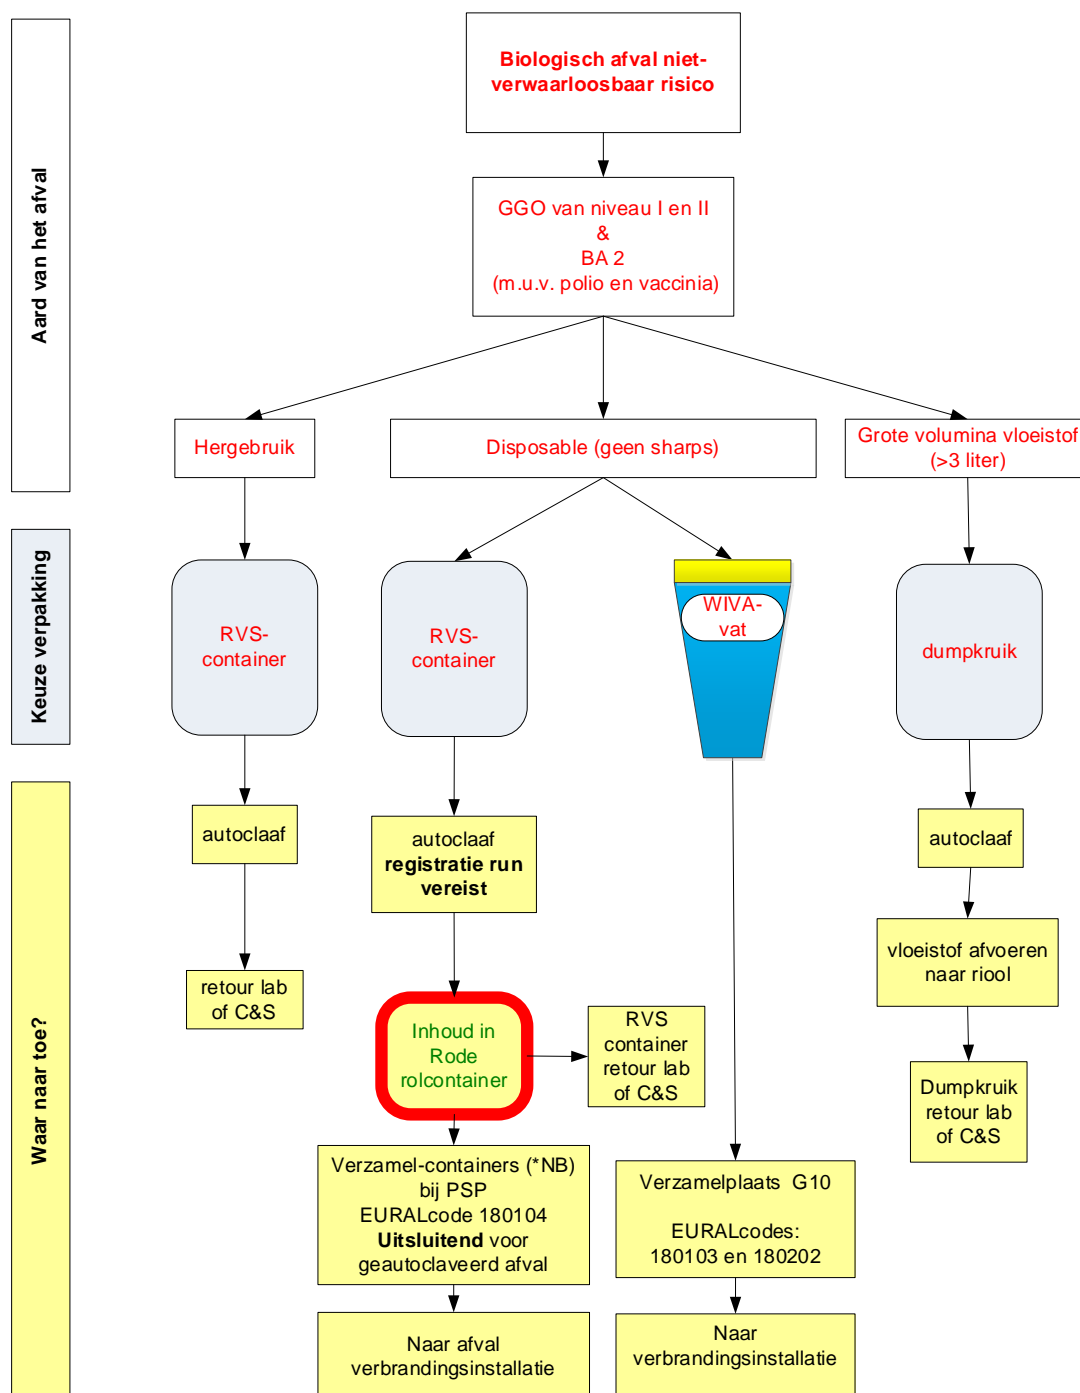 Aard van het afval
Biologisch afval niet-
verwaarloosbaar risico
GGO van niveau I en II
&
BA 2
(m.u.v. polio en vaccinia)
Hergebruik
Disposable (geen sharps)
Grote volumina vloeistof
(>3 liter)
Keuze verpakking
RVS-
container
RVS-
container
WIVA-
vat
dumpkruik
Waar naar toe?
autoclaaf
retour lab
of C&S
autoclaaf
registratie run
vereist
Inhoud in
Rode
rolcontainer
RVS
container
retour lab
of C&S
Verzamel-containers (*NB)
bij PSP
EURALcode 180104
Uitsluitend voor
geautoclaveerd afval
Naar afval
verbrandingsinstallatie
Verzamelplaats G10
EURALcodes:
180103 en 180202
Naar
verbrandingsinstallatie
autoclaaf
vloeistof afvoeren
naar riool
Dumpkruik
retour lab
of C&S